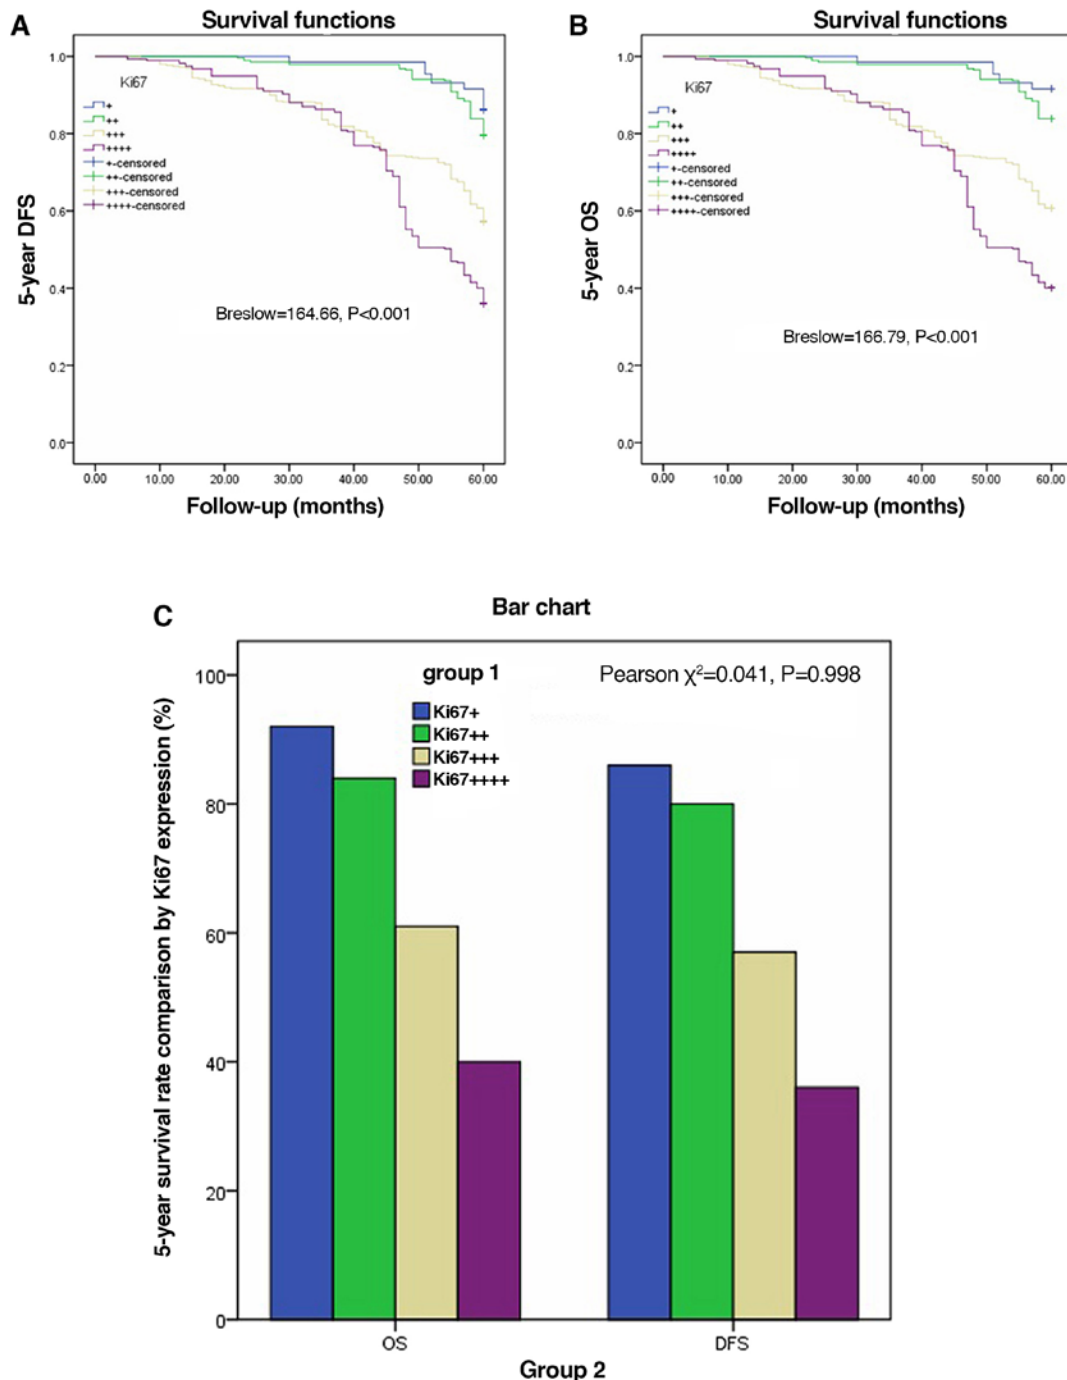 A
Survival functions
1.0
0.8
0.6
0.4
0.2
0.0
5-year DFS
Ki67
+
++
+++
++++
+-censored
++-censored
+++-censored
++++-censored
Breslow=164.66, P<0.001
0.00 10.00 20.00 30.00 40.00 50.00 60.00
Follow-up (months)
B
Survival functions
1.0
0.8
0.6
0.4
0.2
0.0
5-year OS
Ki67
+
++
+++
++++
+-censored
++-censored
+++-censored
++++-censored
Breslow=166.79, P<0.001
0.00 10.00 20.00 30.00 40.00 50.00 60.00
Follow-up (months)
C
Bar chart
100
80
60
40
20
0
5-year survival rate comparison by Ki67 expression (%)
group 1
Ki67+
Ki67++
Ki67+++
Ki67++++
Pearson χ²=0.041, P=0.998
OS DFS
Group 2